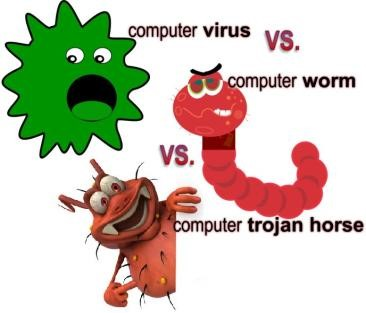 computer virus
VS.
computer worm
VS.
computer trojan horse